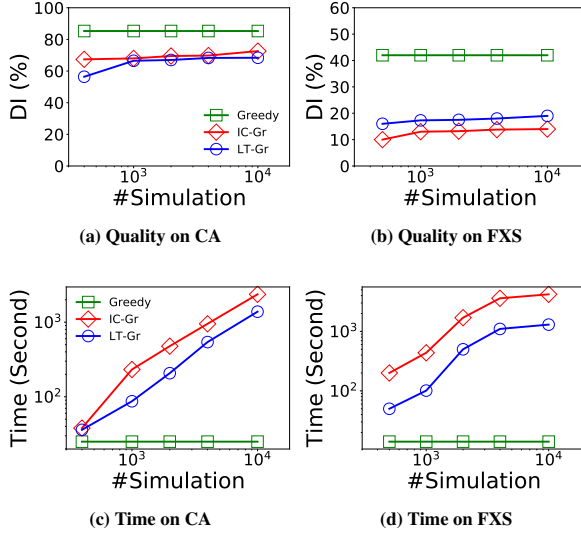 100
80
60
40
20
0
DI (%)
Greedy
IC-Gr
LT-Gr
10³
10⁴
#Simulation
(a) Quality on CA
60
50
40
30
20
10
0
DI (%)
10³
10⁴
#Simulation
(b) Quality on FXS
10³
10²
Time (Second)
Greedy
IC-Gr
LT-Gr
10³
10⁴
#Simulation
(c) Time on CA
10³
10²
Time (Second)
10³
10⁴
#Simulation
(d) Time on FXS